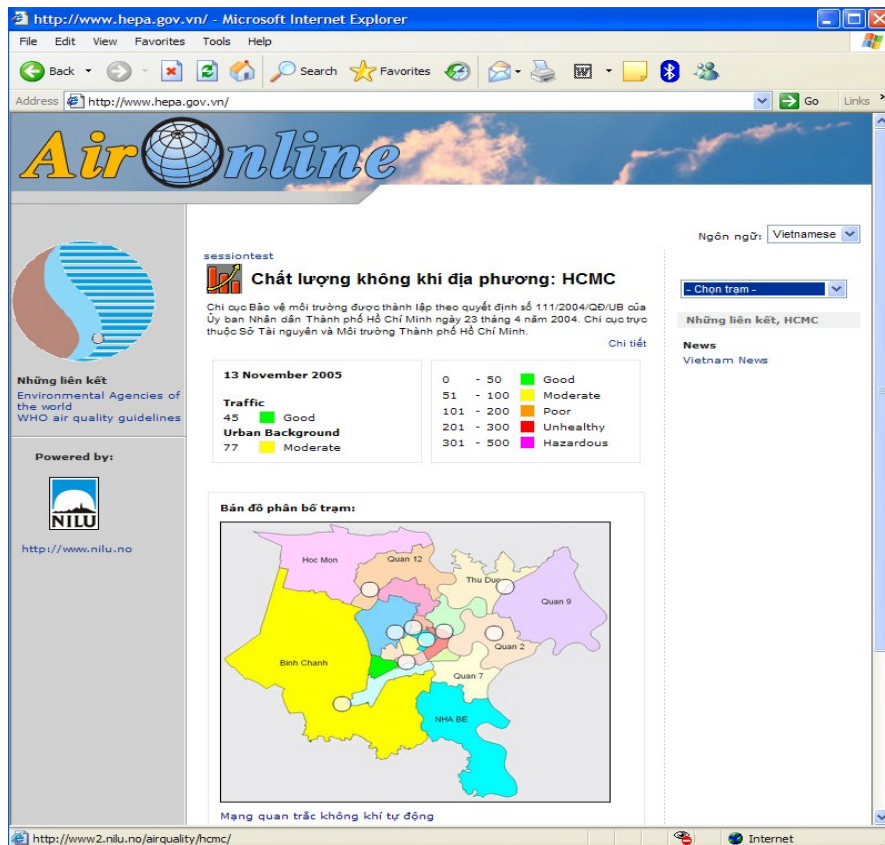 http://www.hepa.gov.vn/ - Microsoft Internet Explorer
File Edit View Favorites Tools Help
Back Search Favorites
Address http://www.hepa.gov.vn/ Go Links
Air Online
Ngôn ngữ: Vietnamese
sessiontest
Chất lượng không khí địa phương: HCMC
- Chọn trạm -
Chi cục Bảo vệ môi trường được thành lập theo quyết định số 111/2004/QĐ/UB của
Ủy ban Nhân dân Thành phố Hồ Chí Minh ngày 23 tháng 4 năm 2004. Chi cục trực
thuộc Sở Tài nguyên và Môi trường Thành phố Hồ Chí Minh.
Chi tiết
Những liên kết, HCMC
News
Vietnam News
Những liên kết
Environmental Agencies of
the world
WHO air quality guidelines
Powered by:
NILU
http://www.nilu.no
13 November 2005
Traffic
45 Good
Urban Background
77 Moderate
0 - 50 Good
51 - 100 Moderate
101 - 200 Poor
201 - 300 Unhealthy
301 - 500 Hazardous
Bản đồ phân bố trạm:
Hoc Mon
Quan 12
Thu Duc
Quan 9
Quan 2
Binh Chanh
Quan 7
NHA BE
Mạng quan trắc không khí tự động
http://www2.nilu.no/airquality/hcmc/ Internet